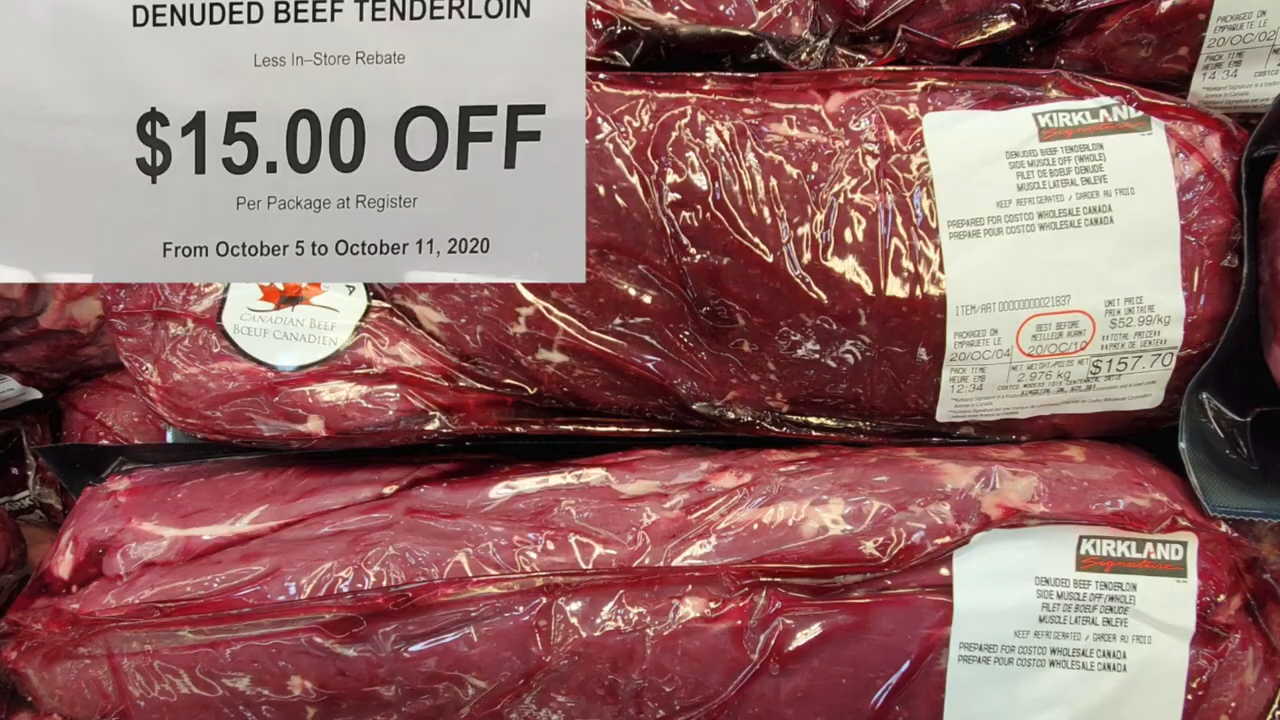 DENUDED BEEF TENDERLOIN
Less In-Store Rebate
$15.00 OFF
Per Package at Register
From October 5 to October 11, 2020
CANADIAN BEEF
BŒUF CANADIEN
PACKAGED ON
EMPAQUETE LE
20/OC/02
PACK TIME
HEURE EMB
14:34
KIRKLAND
Signature
DENUDED BEEF TENDERLOIN
SIDE MUSCLE OFF (WHOLE)
FILET DE BOEUF DENUDE
MUSCLE LATERAL ENLEVE
KEEP REFRIGERATED / GARDER AU FROID
PREPARED FOR COSTCO WHOLESALE CANADA
PREPARE POUR COSTCO WHOLESALE CANADA
ITEM/ART 00000000021837
UNIT PRICE
PRIX UNITAIRE
$52.99/kg
PACKAGED ON
EMPAQUETE LE
20/OC/04
BEST BEFORE
MEILLEUR AVANT
20/OC/10
**TOTAL PRICE**
**PRIX DE VENTE**
$157.70
PACK TIME
HEURE EMB
12:34
NET WEIGHT/POIDS NET
2.976 kg
KIRKLAND
Signature
DENUDED BEEF TENDERLOIN
SIDE MUSCLE OFF (WHOLE)
FILET DE BOEUF DENUDE
MUSCLE LATERAL ENLEVE
KEEP REFRIGERATED / GARDER AU FROID
PREPARED FOR COSTCO WHOLESALE CANADA
PREPARE POUR COSTCO WHOLESALE CANADA